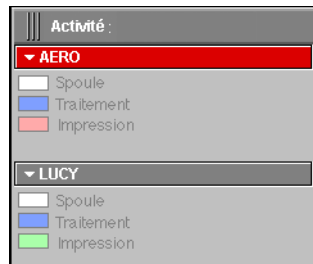 Activité :
AERO
Spoule
Traitement
Impression
LUCY
Spoule
Traitement
Impression